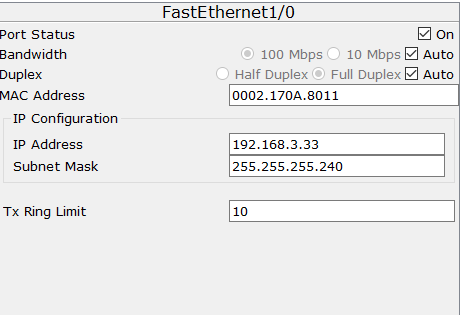 FastEthernet1/0
Port Status On
Bandwidth 100 Mbps 10 Mbps Auto
Duplex Half Duplex Full Duplex Auto
MAC Address 0002.170A.8011
IP Configuration
IP Address 192.168.3.33
Subnet Mask 255.255.255.240
Tx Ring Limit 10